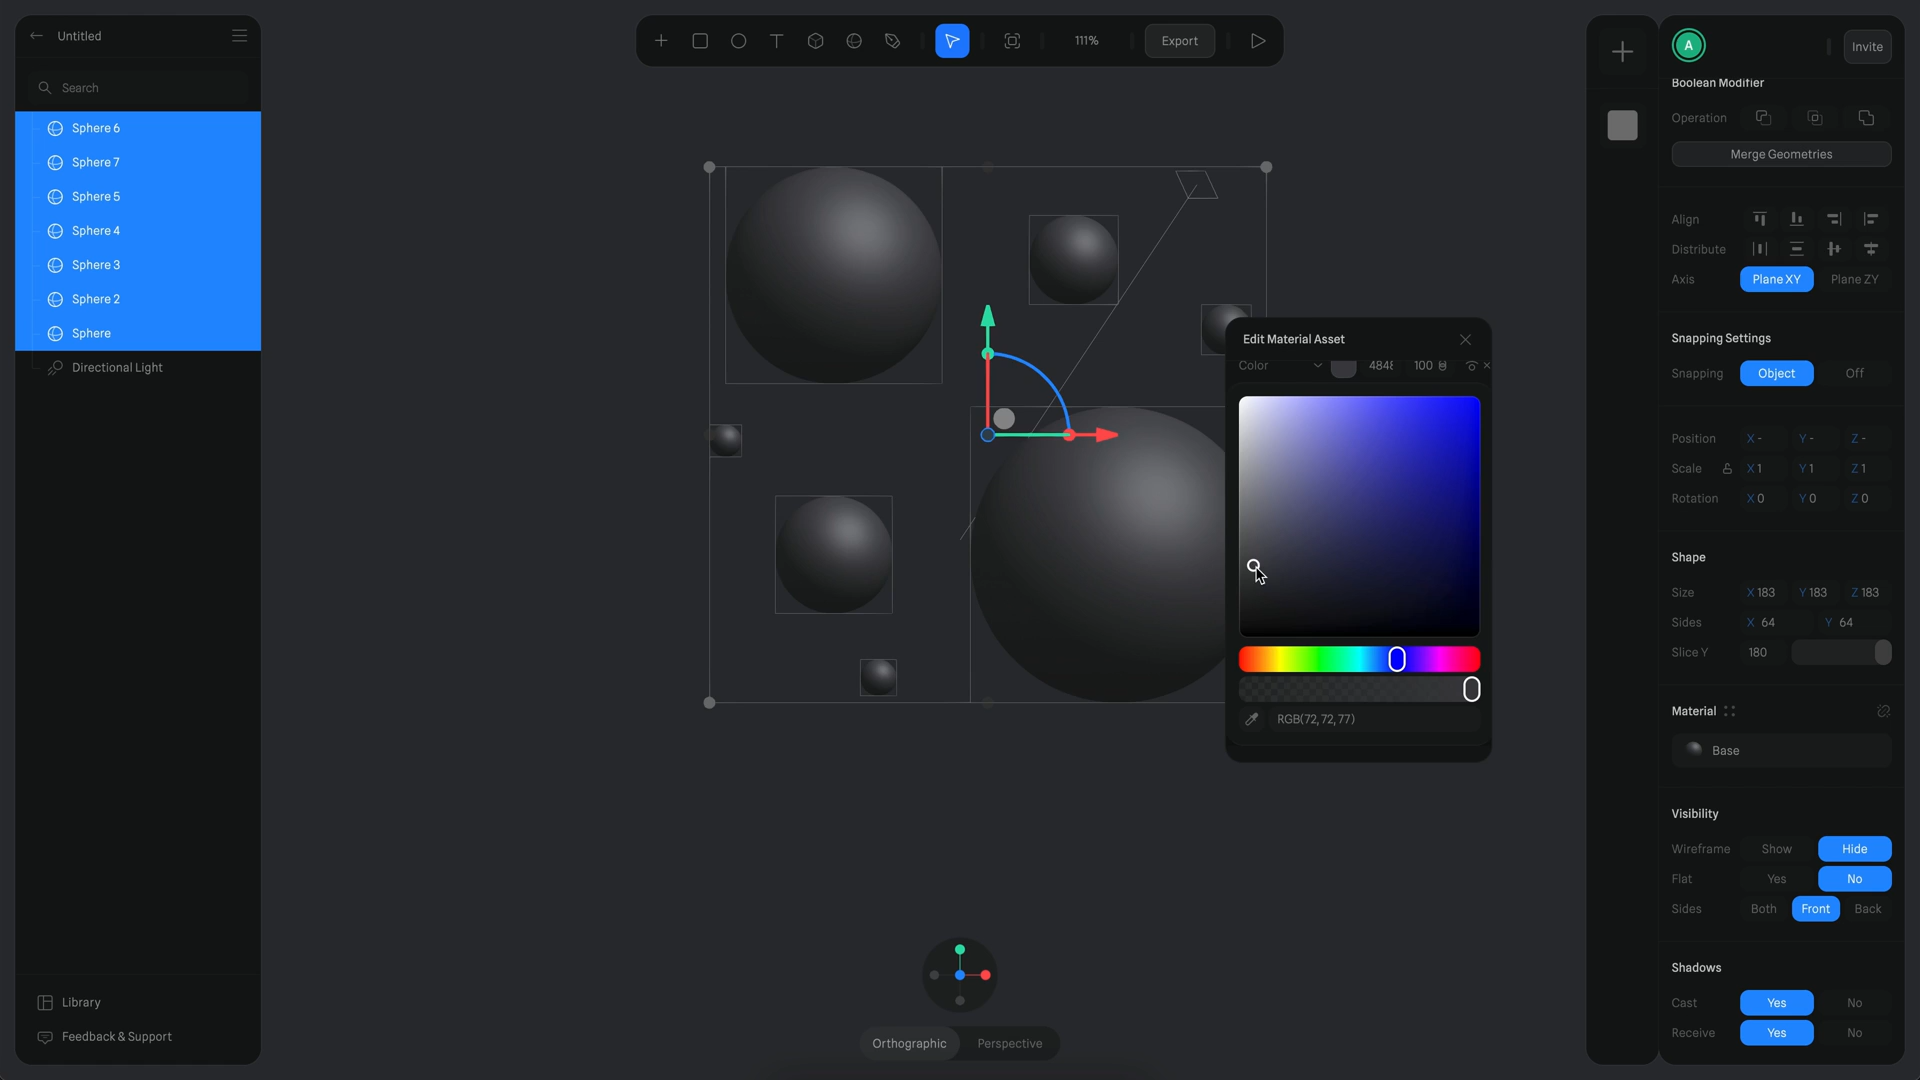 Untitled
Search
Sphere 6
Sphere 7
Sphere 5
Sphere 4
Sphere 3
Sphere 2
Sphere
Directional Light
Library
Feedback & Support
111%
Export
Orthographic
Perspective
Edit Material Asset
Color 100
RGB(72, 72, 77)
A
Invite
Boolean Modifier
Operation
Merge Geometries
Align
Distribute
Axis Plane XY Plane ZY
Snapping Settings
Snapping Object Off
Position X - Y - Z -
Scale X 1 Y 1 Z 1
Rotation X 0 Y 0 Z 0
Shape
Size X 183 Y 183 Z 183
Sides X 64 Y 64
Slice Y 180
Material
Base
Visibility
Wireframe Show Hide
Flat Yes No
Sides Both Front Back
Shadows
Cast Yes No
Receive Yes No